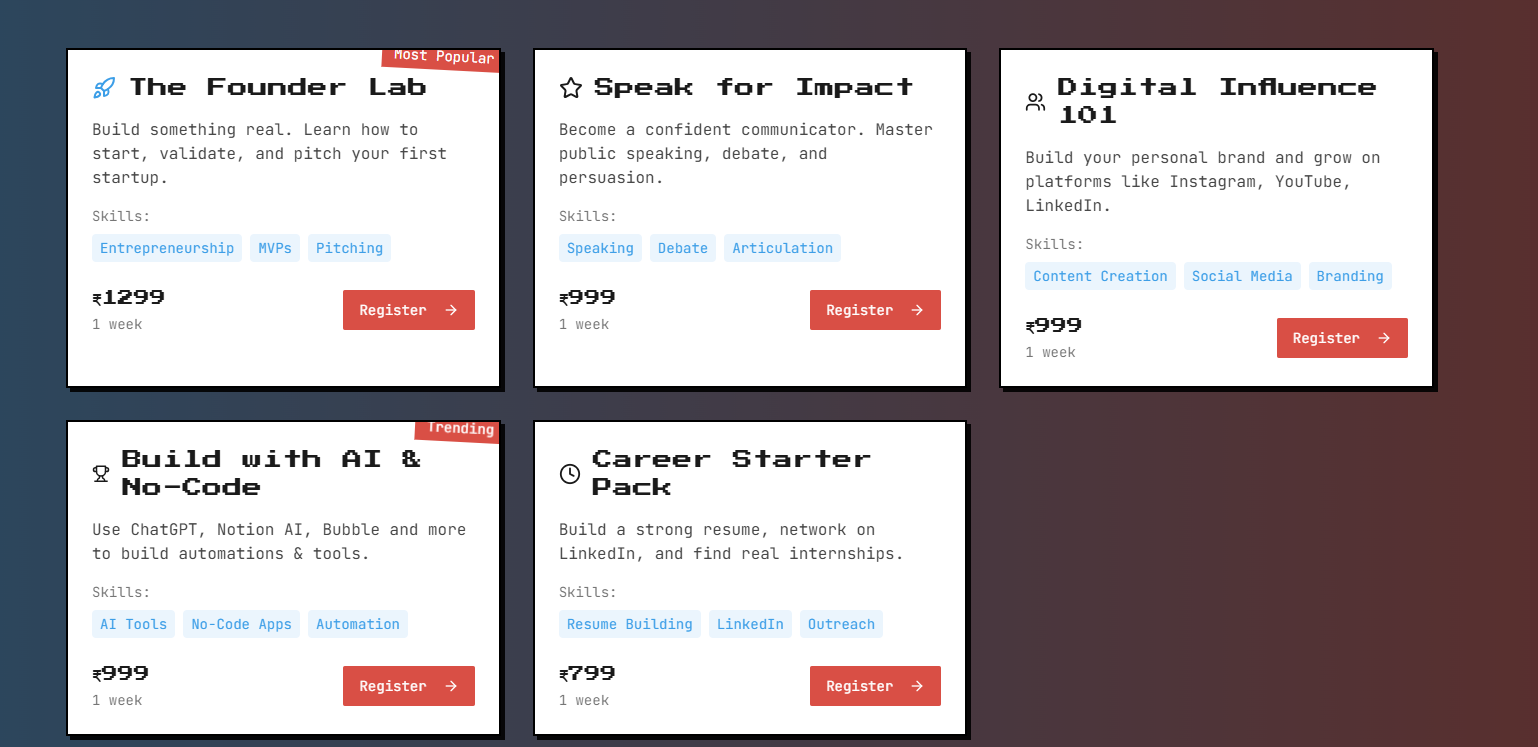 Most Popular
The Founder Lab
Build something real. Learn how to
start, validate, and pitch your first
startup.
Skills:
Entrepreneurship MVPs Pitching
₹1299
1 week
Register →
Speak for Impact
Become a confident communicator. Master
public speaking, debate, and
persuasion.
Skills:
Speaking Debate Articulation
₹999
1 week
Register →
Digital Influence
101
Build your personal brand and grow on
platforms like Instagram, YouTube,
LinkedIn.
Skills:
Content Creation Social Media Branding
₹999
1 week
Register →
Trending
Build with AI &
No-Code
Use ChatGPT, Notion AI, Bubble and more
to build automations & tools.
Skills:
AI Tools No-Code Apps Automation
₹999
1 week
Register →
Career Starter
Pack
Build a strong resume, network on
LinkedIn, and find real internships.
Skills:
Resume Building LinkedIn Outreach
₹799
1 week
Register →